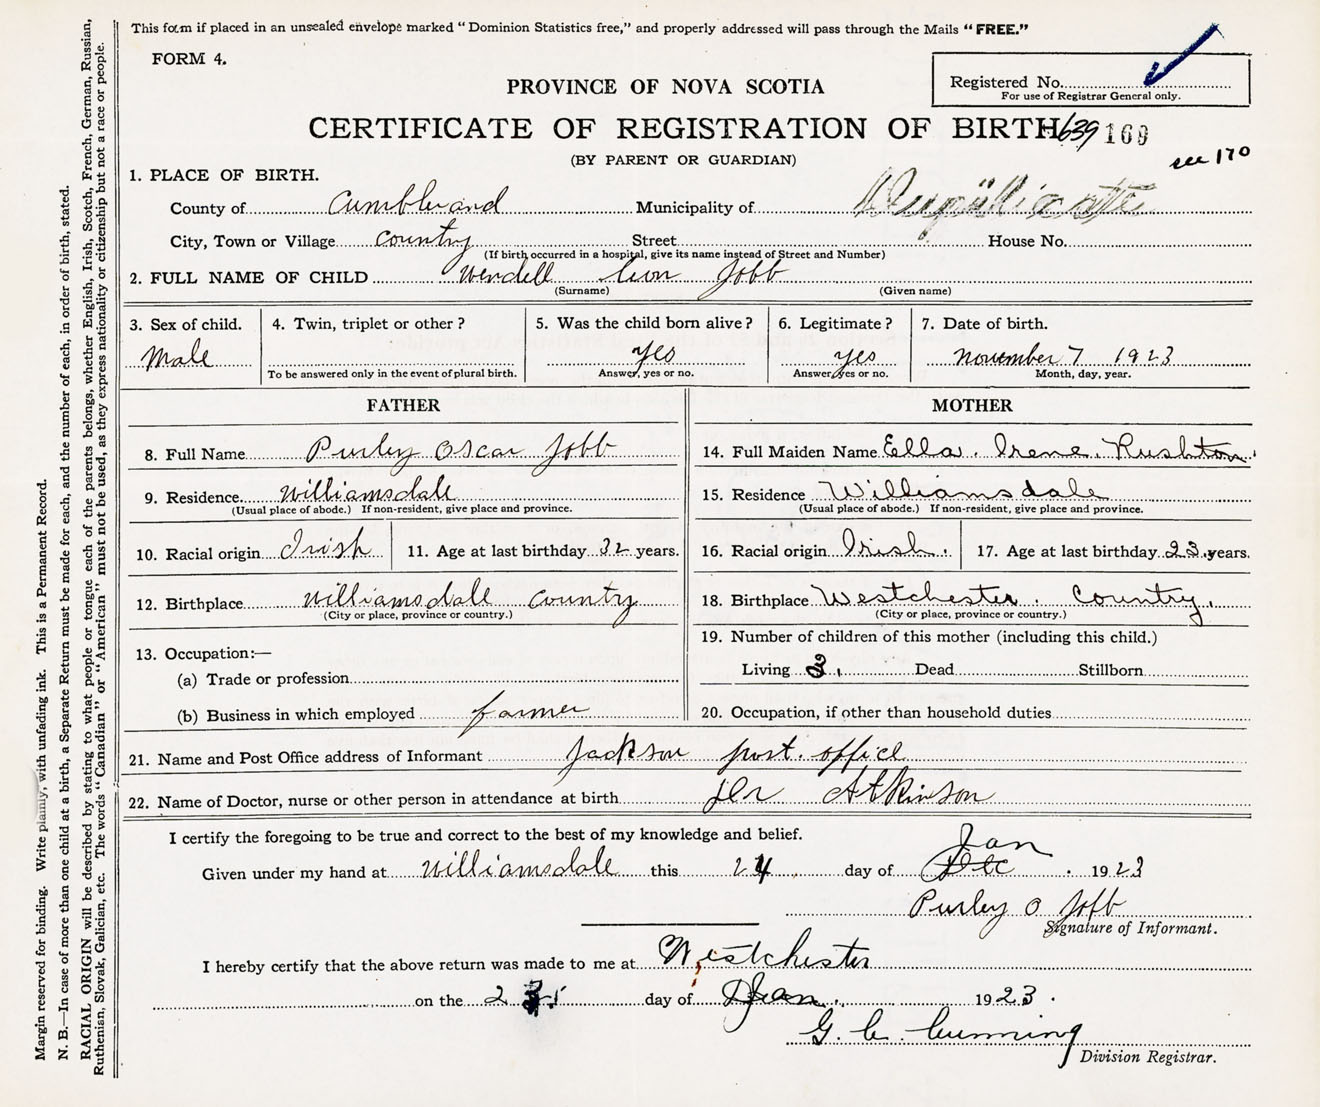 This form if placed in an unsealed envelope marked “Dominion Statistics free,” and properly addressed will pass through the Mails “FREE.”
FORM 4.
Registered No.
For use of Registrar General only.
PROVINCE OF NOVA SCOTIA
CERTIFICATE OF REGISTRATION OF BIRTH 639 169
see 170
(BY PARENT OR GUARDIAN)
1. PLACE OF BIRTH.
County of Cumberland Municipality of Duplicate
City, Town or Village country Street House No.
(If birth occurred in a hospital, give its name instead of Street and Number)
2. FULL NAME OF CHILD Wendell Leon Jobb
(Surname) (Given name)
3. Sex of child. 4. Twin, triplet or other? 5. Was the child born alive? 6. Legitimate? 7. Date of birth.
Male yes yes november 7 1923
To be answered only in the event of plural birth. Answer, yes or no. Answer, yes or no. Month, day, year.
FATHER
8. Full Name Purley Oscar Jobb
9. Residence Williamsdale
(Usual place of abode.) If non-resident, give place and province.
10. Racial origin Irish 11. Age at last birthday 32 years.
12. Birthplace Williamsdale country
(City or place, province or country.)
13. Occupation:—
(a) Trade or profession
(b) Business in which employed farmer
MOTHER
14. Full Maiden Name Ella. Irene. Rushton.
15. Residence Williamsdale
(Usual place of abode.) If non-resident, give place and province.
16. Racial origin Irish. 17. Age at last birthday 23 years.
18. Birthplace Westchester. Country.
(City or place, province or country.)
19. Number of children of this mother (including this child.)
Living Dead Stillborn
20. Occupation, if other than household duties
21. Name and Post Office address of Informant Jackson post. office
22. Name of Doctor, nurse or other person in attendance at birth Atkinson
I certify the foregoing to be true and correct to the best of my knowledge and belief.
Jan
Given under my hand at Williamsdale this 24 day of Dec 1923
Purley O Jobb
Signature of Informant.
I hereby certify that the above return was made to me at Westchester
on the day of Jan. 1923.
G. C. Cumming
Division Registrar.
Margin reserved for binding. Write plainly, with unfading ink. This is a Permanent Record.
N. B.—In case of more than one child at a birth, a Separate Return must be made for each, and the number of each, in order of birth, stated.
RACIAL ORIGIN will be described by stating to what people or tongue each of the parents belongs, whether English, Irish, Scotch, French, German, Russian,
Ruthenian, Slovak, Galician, etc. The words “Canadian” or “American” must not be used, as they express nationality or citizenship but not a race or people.